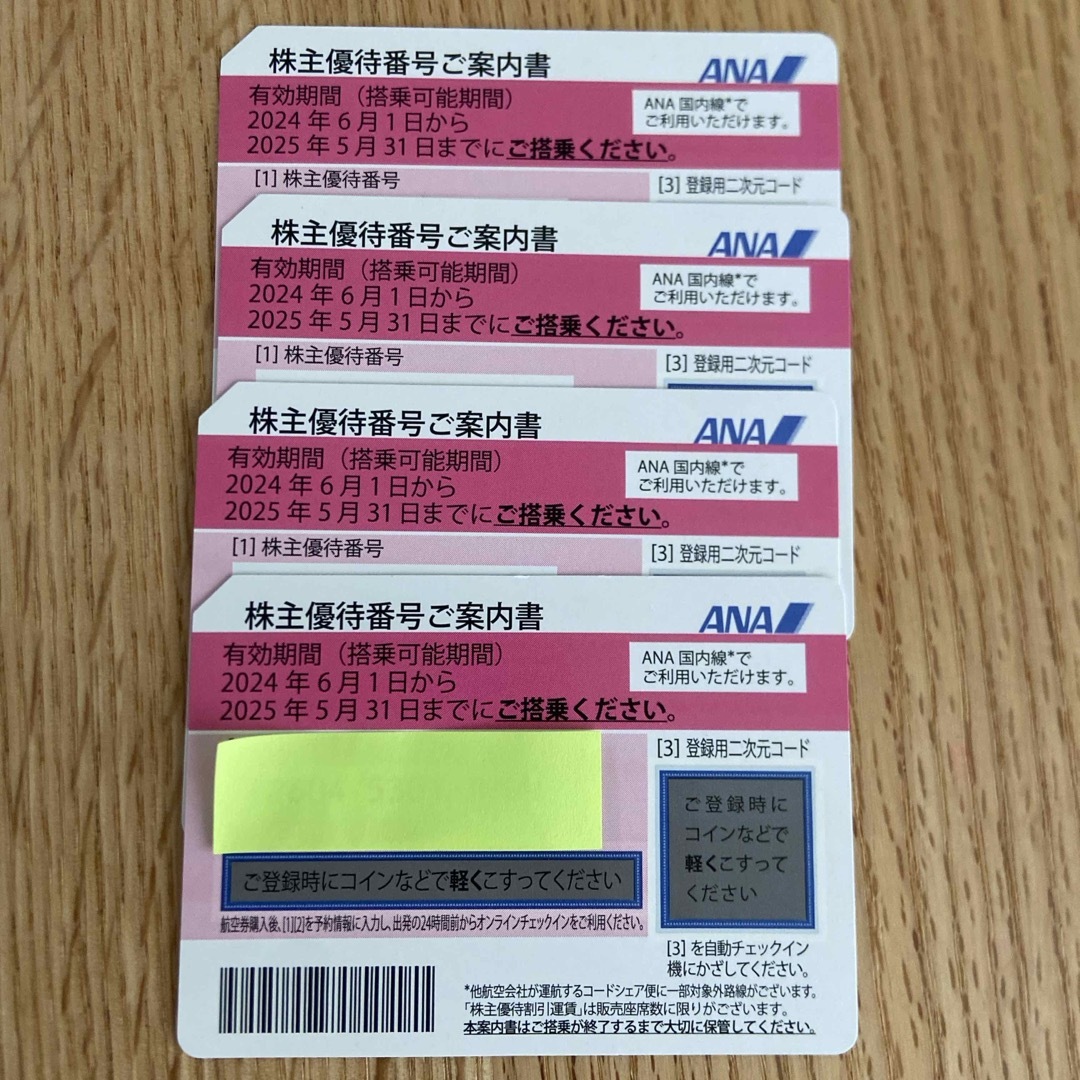 株主優待番号ご案内書
ANA
有効期間（搭乗可能期間）
2024年6月1日から
2025年5月31日までにご搭乗ください。
ANA国内線*で
ご利用いただけます。
[1] 株主優待番号
[3] 登録用二次元コード
株主優待番号ご案内書
ANA
有効期間（搭乗可能期間）
2024年6月1日から
2025年5月31日までにご搭乗ください。
ANA国内線*で
ご利用いただけます。
[1] 株主優待番号
[3] 登録用二次元コード
株主優待番号ご案内書
ANA
有効期間（搭乗可能期間）
2024年6月1日から
2025年5月31日までにご搭乗ください。
ANA国内線*で
ご利用いただけます。
[1] 株主優待番号
[3] 登録用二次元コード
株主優待番号ご案内書
ANA
有効期間（搭乗可能期間）
2024年6月1日から
2025年5月31日までにご搭乗ください。
ANA国内線*で
ご利用いただけます。
[3] 登録用二次元コード
ご登録時に
コインなどで
軽くこすって
ください
ご登録時にコインなどで軽くこすってください
航空券購入後、[1][2]を予約情報に入力し、出発の24時間前からオンラインチェックインをご利用ください。
[3] を自動チェックイン
機にかざしてください。
*他航空会社が運航するコードシェア便に一部対象外路線がございます。
「株主優待割引運賃」は販売座席数に限りがございます。
本案内書はご搭乗が終了するまで大切に保管してください。